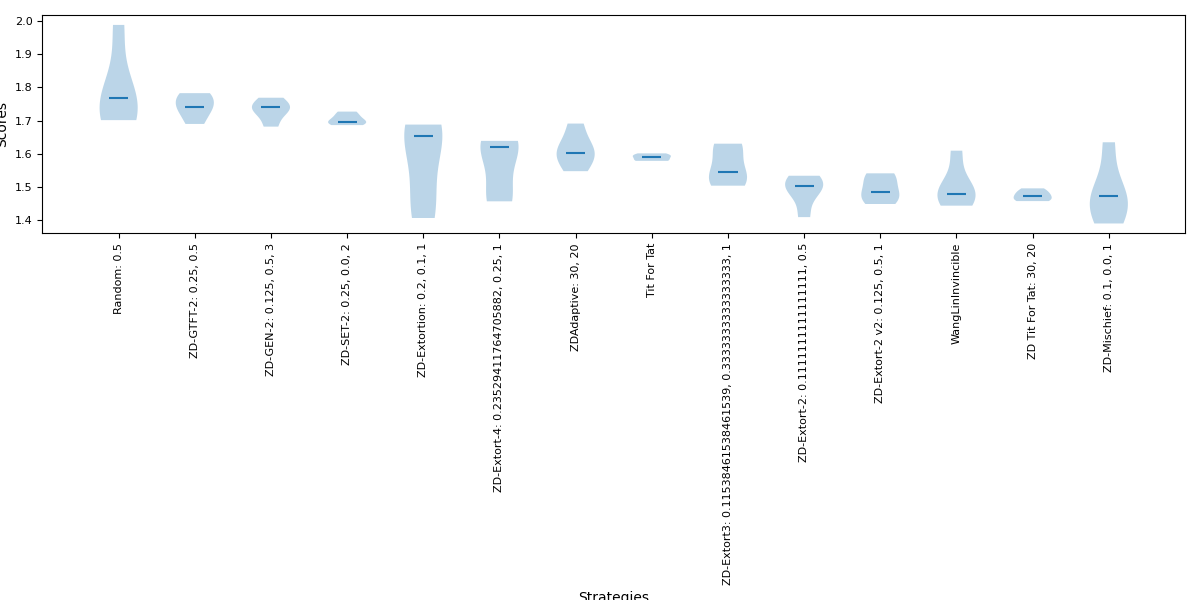 Scores
2.0
1.9
1.8
1.7
1.6
1.5
1.4
Random: 0.5
ZD-GTFT-2: 0.25, 0.5
ZD-GEN-2: 0.125, 0.5, 3
ZD-SET-2: 0.25, 0.0, 2
ZD-Extortion: 0.2, 0.1, 1
ZD-Extort-4: 0.23529411764705882, 0.25, 1
ZDAdaptive: 30, 20
Tit For Tat
ZD-Extort3: 0.11538461538461539, 0.3333333333333333, 1
ZD-Extort-2: 0.1111111111111111, 0.5
ZD-Extort-2 v2: 0.125, 0.5, 1
WangLinInvincible
ZD Tit For Tat: 30, 20
ZD-Mischief: 0.1, 0.0, 1
Strategies